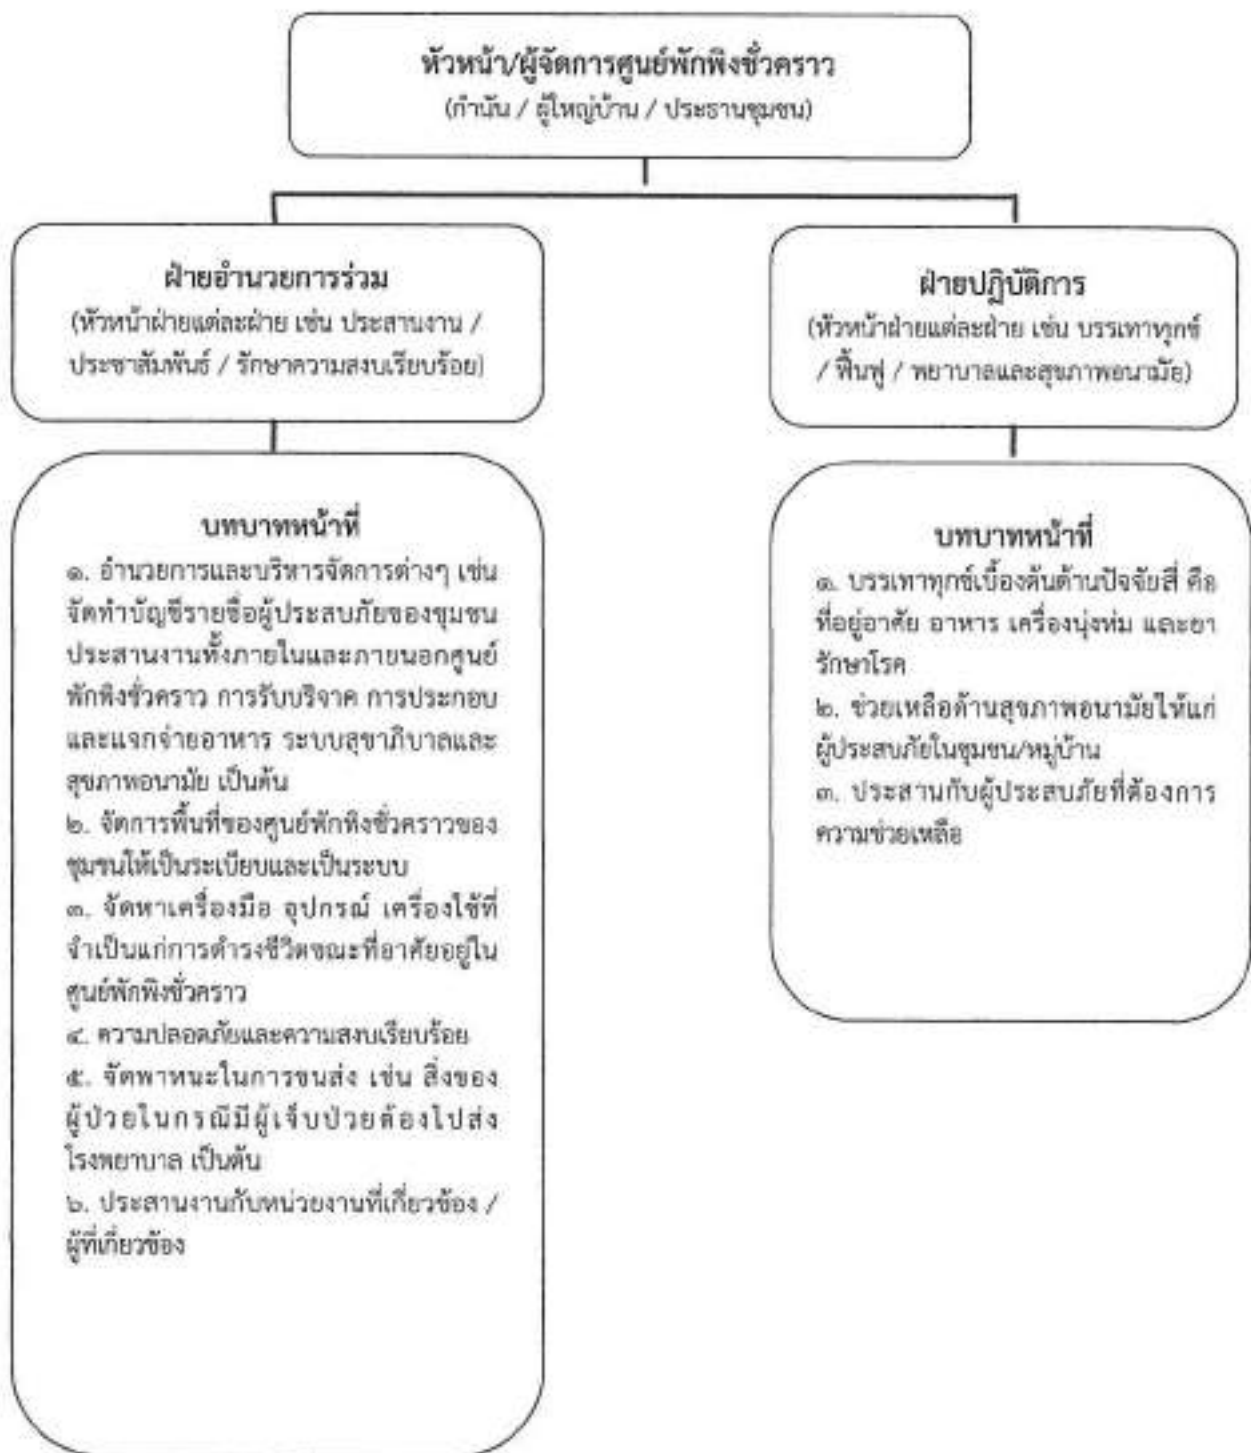 หัวหน้า/ผู้จัดการศูนย์พักพิงชั่วคราว
(กำนัน / ผู้ใหญ่บ้าน / ประธานชุมชน)
ฝ่ายอำนวยการร่วม
(หัวหน้าฝ่ายแต่ละฝ่าย เช่น ประสานงาน /
ประชาสัมพันธ์ / รักษาความสงบเรียบร้อย)
บทบาทหน้าที่
๑. อำนวยการและบริหารจัดการต่างๆ เช่น
จัดทำบัญชีรายชื่อผู้ประสบภัยของชุมชน
ประสานงานทั้งภายในและภายนอกศูนย์
พักพิงชั่วคราว การรับบริจาค การประกอบ
และแจกจ่ายอาหาร ระบบสุขาภิบาลและ
สุขภาพอนามัย เป็นต้น
๒. จัดการพื้นที่ของศูนย์พักพิงชั่วคราวของ
ชุมชนให้เป็นระเบียบและเป็นระบบ
๓. จัดหาเครื่องมือ อุปกรณ์ เครื่องใช้ที่
จำเป็นแก่การดำรงชีวิตขณะที่อาศัยอยู่ใน
ศูนย์พักพิงชั่วคราว
๔. ความปลอดภัยและความสงบเรียบร้อย
๕. จัดพาหนะในการขนส่ง เช่น สิ่งของ
ผู้ป่วยในกรณีมีผู้เจ็บป่วยต้องไปส่ง
โรงพยาบาล เป็นต้น
๖. ประสานงานกับหน่วยงานที่เกี่ยวข้อง /
ผู้ที่เกี่ยวข้อง
ฝ่ายปฏิบัติการ
(หัวหน้าฝ่ายแต่ละฝ่าย เช่น บรรเทาทุกข์
/ ฟื้นฟู / พยาบาลและสุขภาพอนามัย)
บทบาทหน้าที่
๑. บรรเทาทุกข์เบื้องต้นด้านปัจจัยสี่ คือ
ที่อยู่อาศัย อาหาร เครื่องนุ่งห่ม และยา
รักษาโรค
๒. ช่วยเหลือด้านสุขภาพอนามัยให้แก่
ผู้ประสบภัยในชุมชน/หมู่บ้าน
๓. ประสานกับผู้ประสบภัยที่ต้องการ
ความช่วยเหลือ